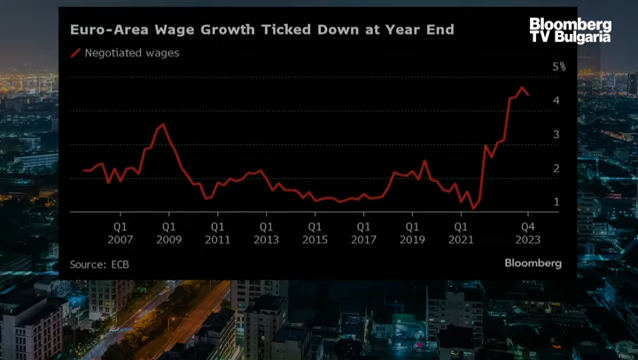 Euro-Area Wage Growth Ticked Down at Year End
Bloomberg
TV Bulgaria
Negotiated wages
5%
4
3
2
1
Q1 Q1 Q1 Q1 Q1 Q1 Q1 Q1 Q4
2007 2009 2011 2013 2015 2017 2019 2021 2023
Source: ECB
Bloomberg